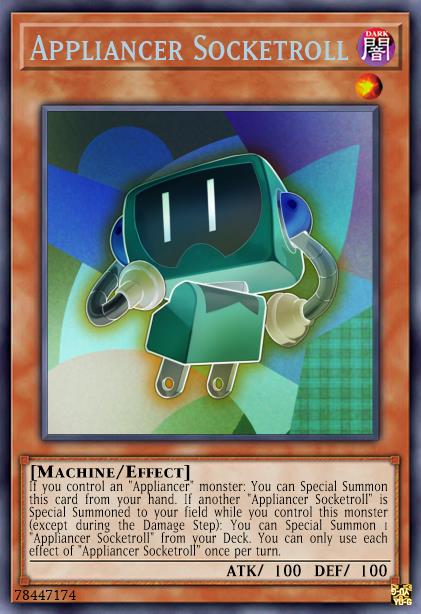 APPLIANCER SOCKETROLL
DARK
闇
[MACHINE/EFFECT]
If you control an "Appliancer" monster: You can Special Summon
this card from your hand. If another "Appliancer Socketroll" is
Special Summoned to your field while you control this monster
(except during the Damage Step): You can Special Summon 1
"Appliancer Socketroll" from your Deck. You can only use each
effect of "Appliancer Socketroll" once per turn.
ATK/ 100 DEF/ 100
78447174